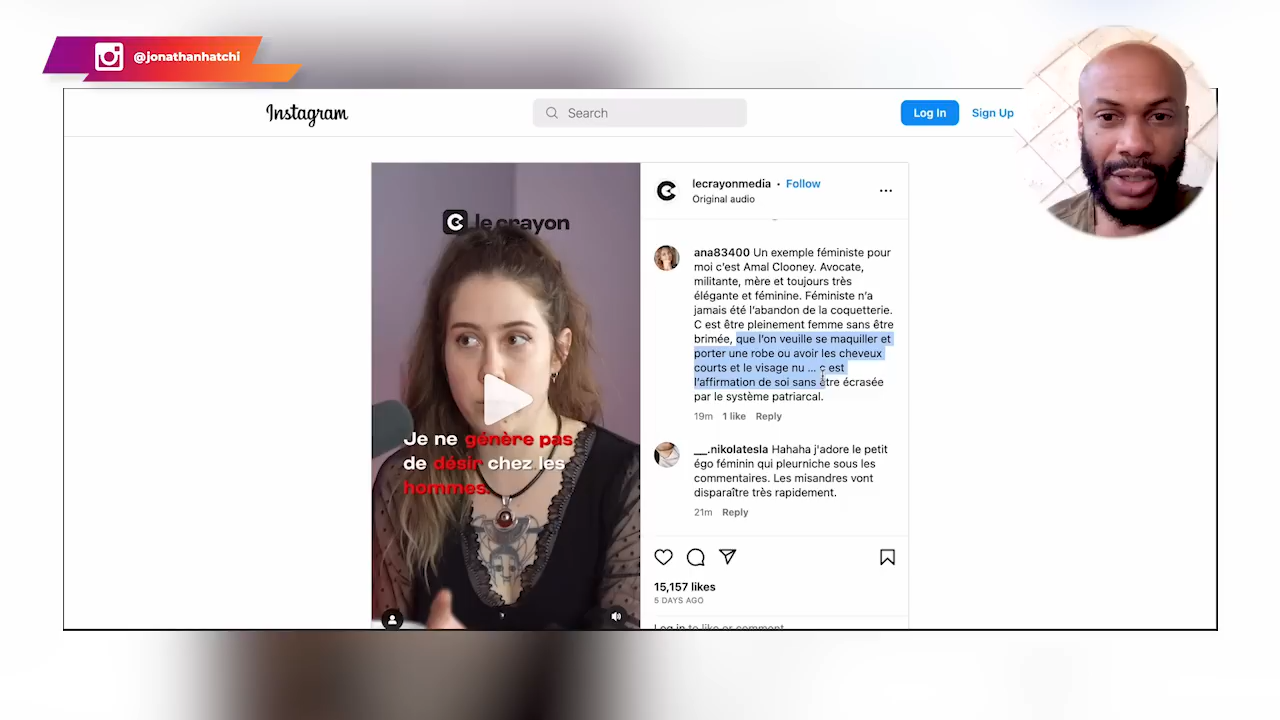 @jonathanhatchi
Instagram
Search
Log In
Sign Up
lecrayonmedia • Follow
Original audio
le crayon
Je ne génère pas
de désir chez les
hommes.
ana83400 Un exemple féministe pour
moi c'est Amal Clooney. Avocate,
militante, mère et toujours très
élégante et féminine. Féministe n'a
jamais été l'abandon de la coquetterie.
C est être pleinement femme sans être
brimée, que l'on veuille se maquiller et
porter une robe ou avoir les cheveux
courts et le visage nu ... c est
l'affirmation de soi sans être écrasée
par le système patriarcal.
19m 1 like Reply
__.nikolatesla Hahaha j'adore le petit
égo féminin qui pleurniche sous les
commentaires. Les misandres vont
disparaître très rapidement.
21m Reply
15,157 likes
5 DAYS AGO
Log in to like or comment